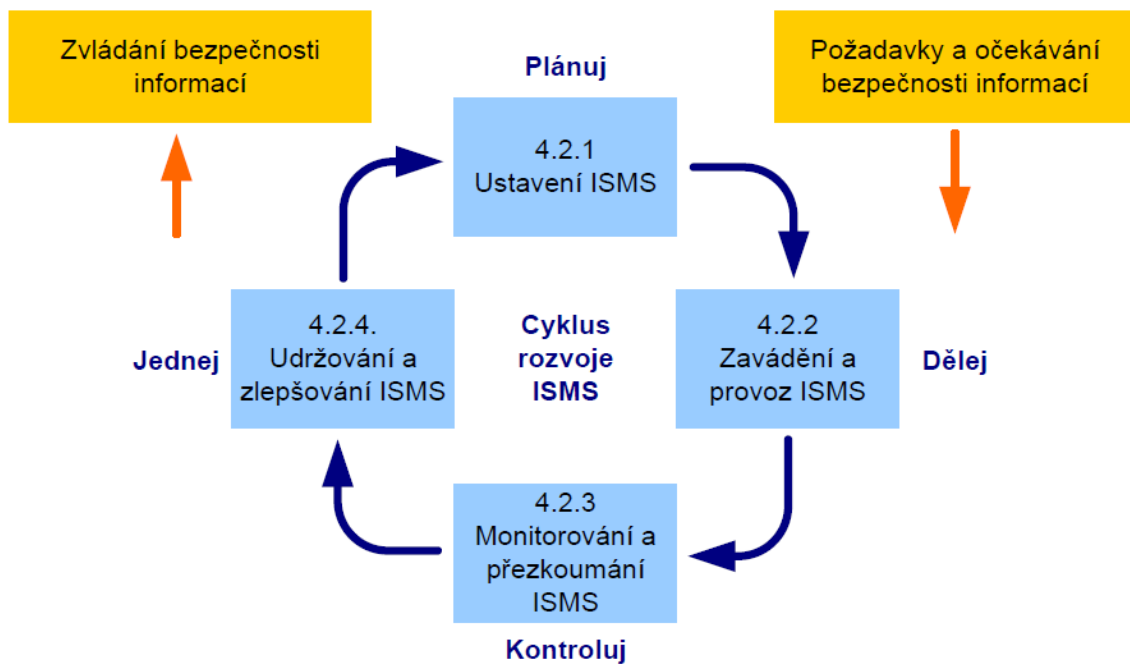 Zvládání bezpečnosti
informací
Požadavky a očekávání
bezpečnosti informací
Plánuj
4.2.1
Ustavení ISMS
4.2.4.
Udržování a
zlepšování ISMS
Jednej
Cyklus
rozvoje
ISMS
4.2.2
Zavádění a
provoz ISMS
Dělej
4.2.3
Monitorování a
přezkoumání
ISMS
Kontroluj